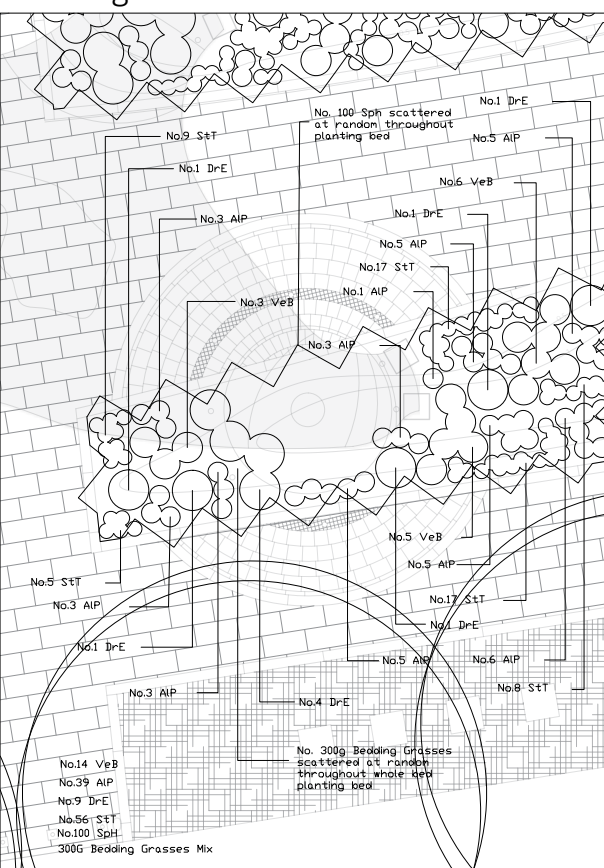 No. 100 Sph scattered
at random throughout
planting bed
No.1 DrE
No.9 StT
No.5 AlP
No.1 DrE
No.6 VeB
No.3 AlP
No.1 DrE
No.5 AlP
No.17 StT
No.1 AlP
No.3 VeB
No.3 AlP
No.5 VeB
No.5 AlP
No.5 StT
No.17 StT
No.3 AlP
No.1 DrE
No.1 DrE
No.5 AlP
No.6 AlP
No.3 AlP
No.8 StT
No.4 DrE
No. 300g Bedding Grasses
scattered at random
throughout whole bed
planting bed
No.14 VeB
No.39 AlP
No.9 DrE
No.56 StT
No.100 SpH
300G Bedding Grasses Mix